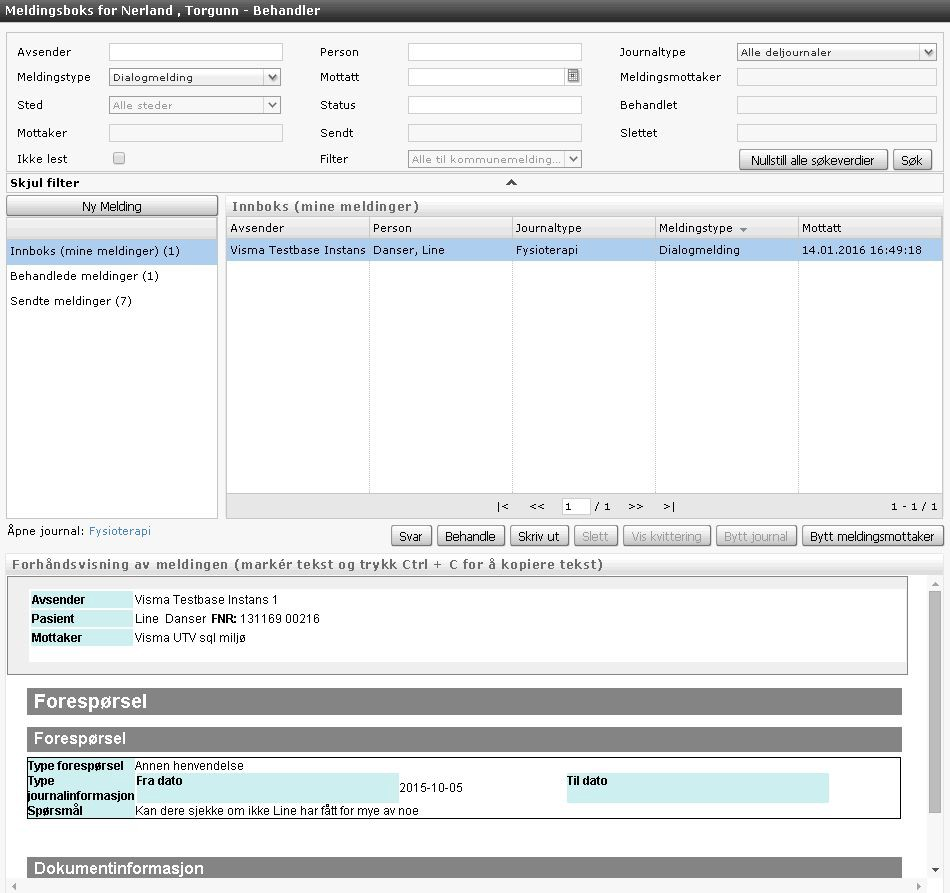 Meldingsboks for Nerland , Torgunn - Behandler
Avsender Person Journaltype Alle deljournaler
Meldingstype Dialogmelding Mottatt Meldingsmottaker
Sted Alle steder Status Behandlet
Mottaker Sendt Slettet
Ikke lest Filter Alle til kommunemelding... Nullstill alle søkeverdier Søk
Skjul filter
Ny Melding
Innboks (mine meldinger) (1)
Behandlede meldinger (1)
Sendte meldinger (7)
Innboks (mine meldinger)
Avsender Person Journaltype Meldingstype Mottatt
Visma Testbase Instans Danser, Line Fysioterapi Dialogmelding 14.01.2016 16:49:18
|< << 1 / 1 >> >| 1 - 1 / 1
Åpne journal: Fysioterapi
Svar Behandle Skriv ut Slett Vis kvittering Bytt journal Bytt meldingsmottaker
Forhåndsvisning av meldingen (markér tekst og trykk Ctrl + C for å kopiere tekst)
Avsender Visma Testbase Instans 1
Pasient Line Danser FNR: 131169 00216
Mottaker Visma UTV sql miljø
Forespørsel
Forespørsel
Type forespørsel Annen henvendelse
Type
journalinformasjon Fra dato 2015-10-05 Til dato
Spørsmål Kan dere sjekke om ikke Line har fått for mye av noe
Dokumentinformasjon